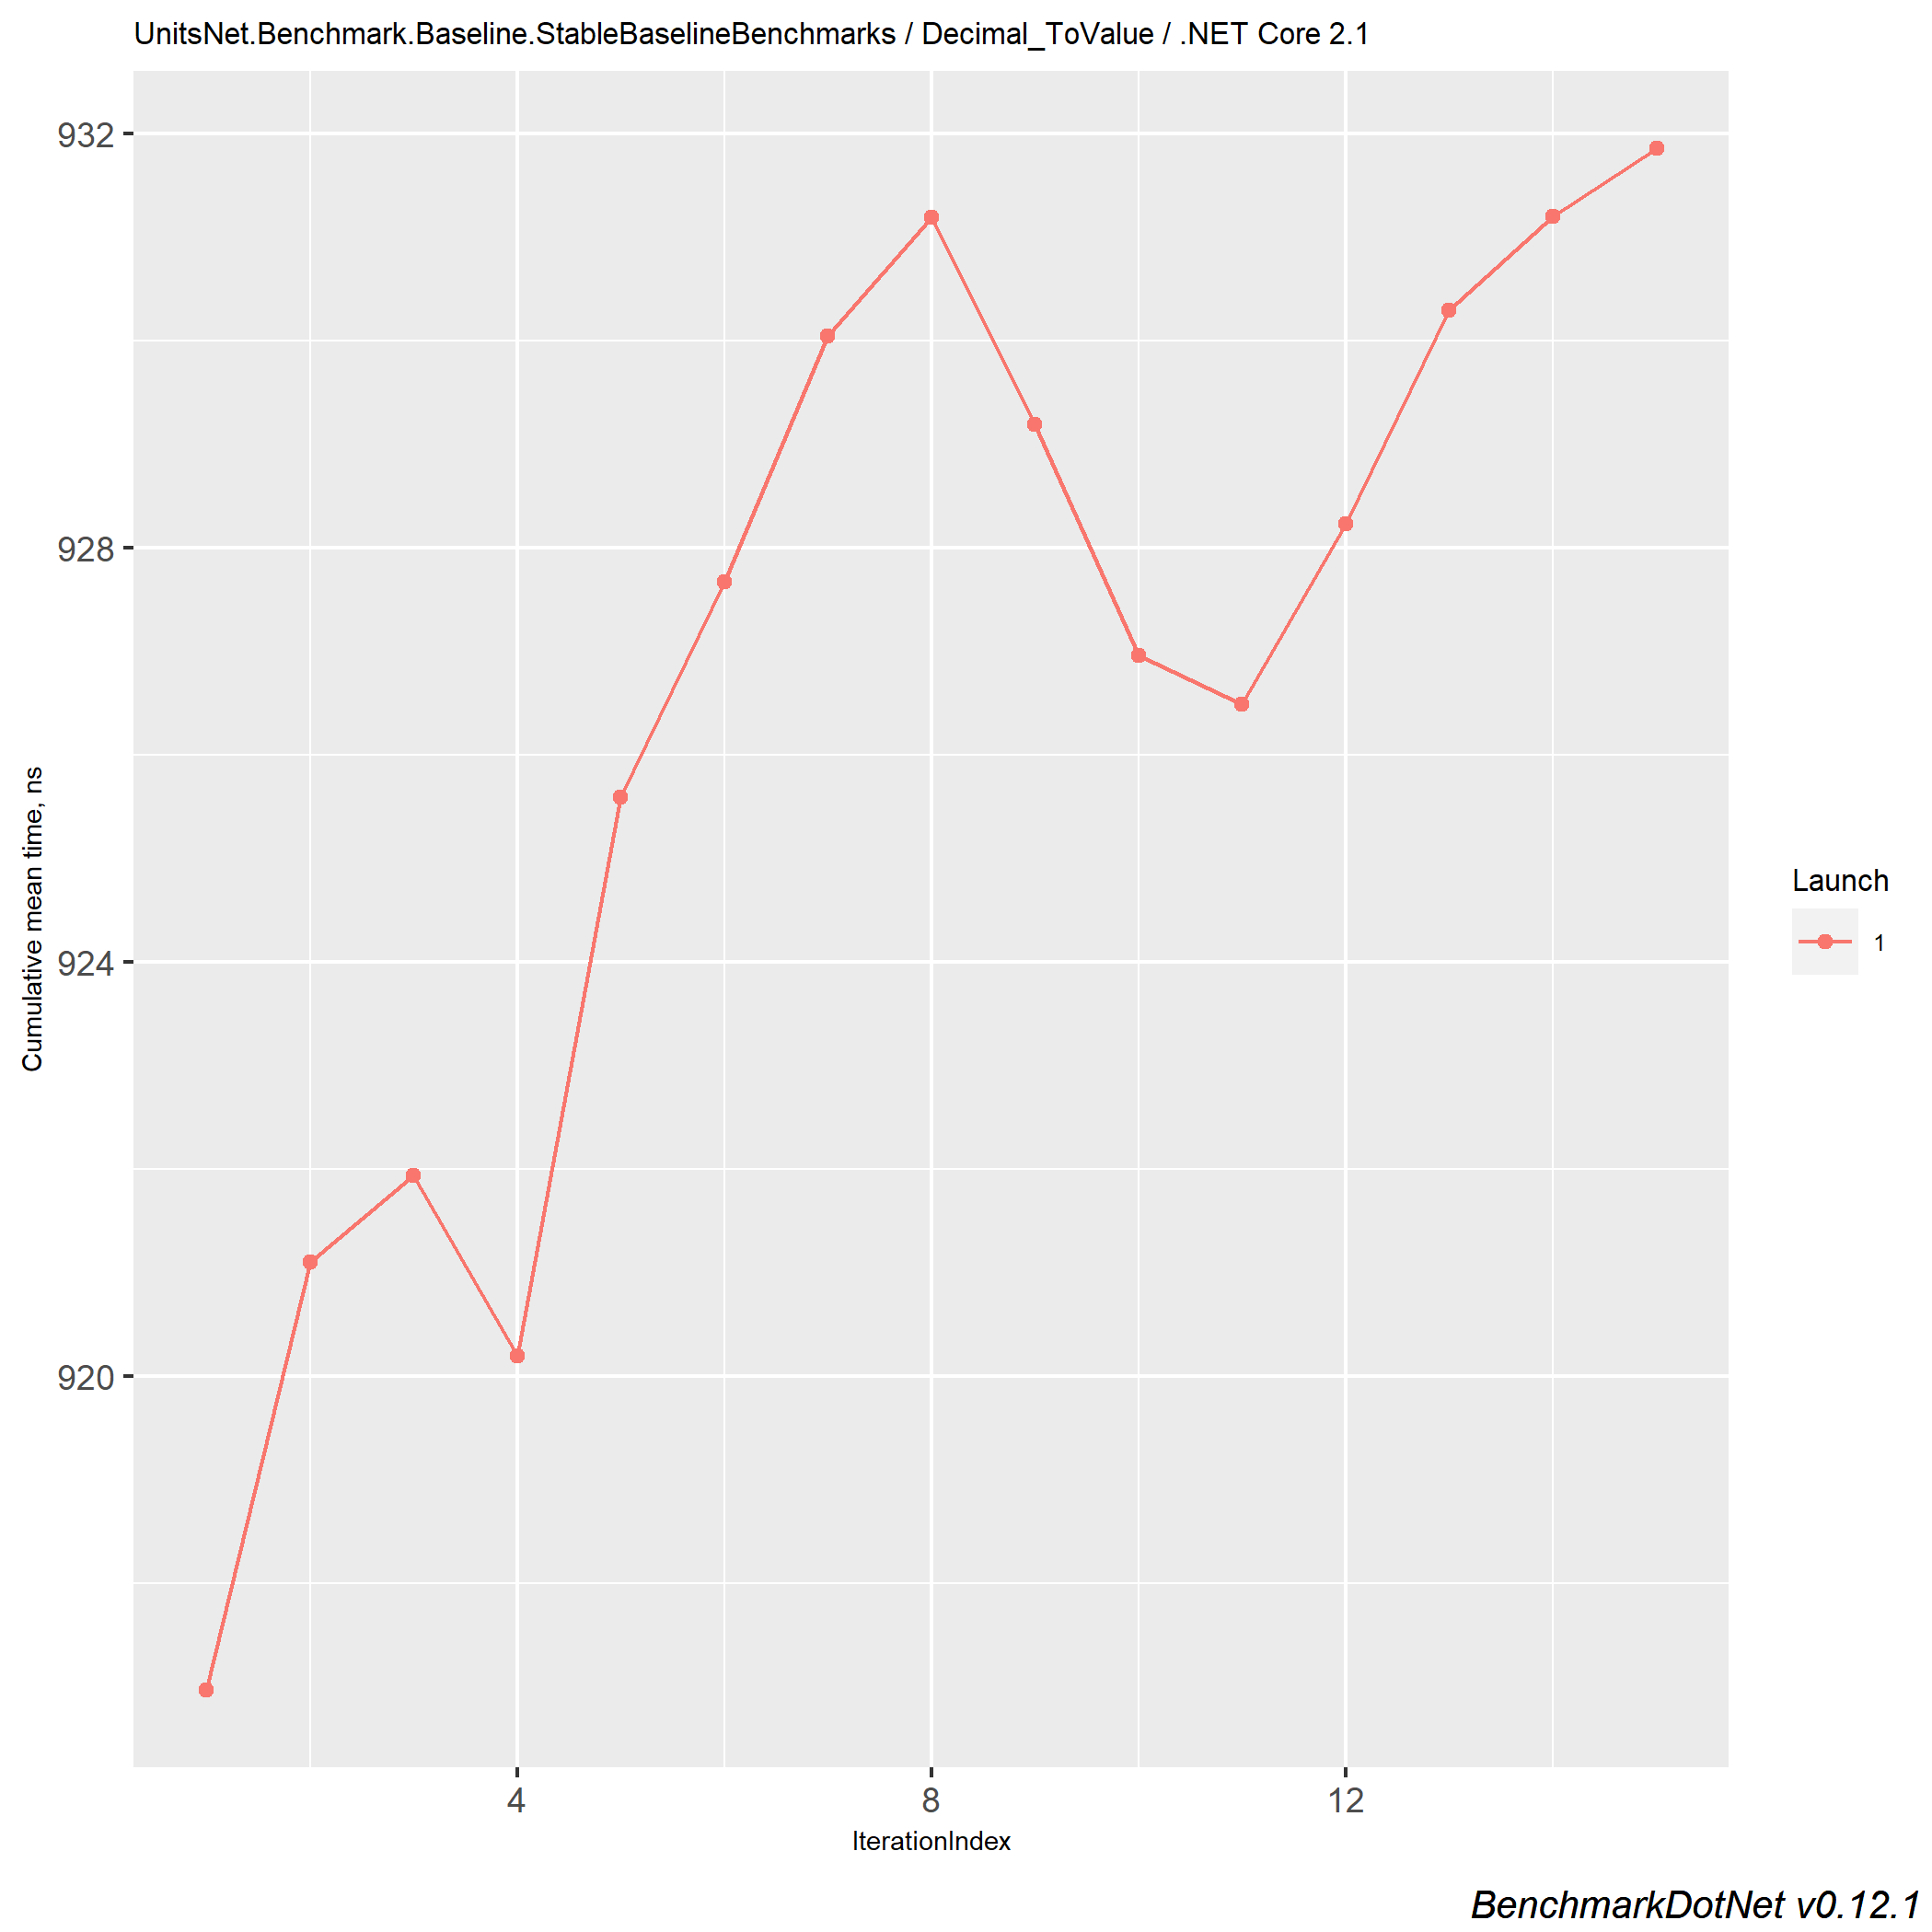 UnitsNet.Benchmark.Baseline.StableBaselineBenchmarks / Decimal_ToValue / .NET Core 2.1
932
928
924
920
Cumulative mean time, ns
4
8
12
IterationIndex
Launch
1
BenchmarkDotNet v0.12.1